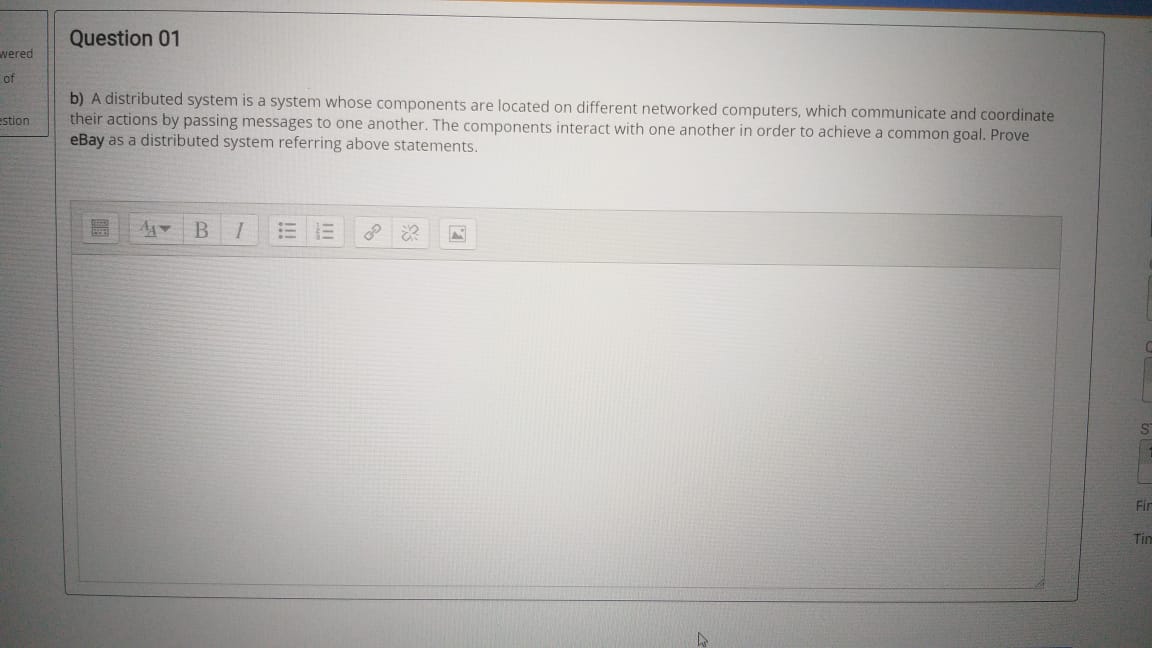 Question 01
wered
of
estion
b) A distributed system is a system whose components are located on different networked computers, which communicate and coordinate
their actions by passing messages to one another. The components interact with one another in order to achieve a common goal. Prove
eBay as a distributed system referring above statements.
B I
Fin
Tin